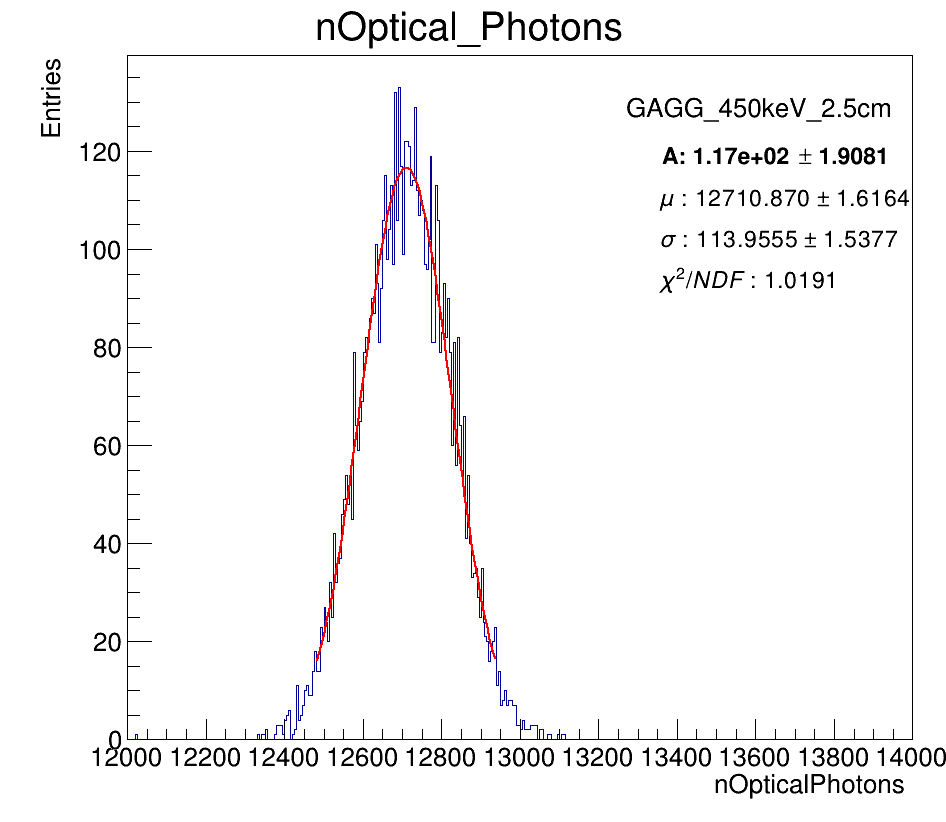 nOptical_Photons
Entries
GAGG_450keV_2.5cm
A: 1.17e+02 ± 1.9081
μ : 12710.870 ± 1.6164
σ : 113.9555 ± 1.5377
χ²/NDF : 1.0191
120
100
80
60
40
20
0
12000 12200 12400 12600 12800 13000 13200 13400 13600 13800 14000
nOpticalPhotons